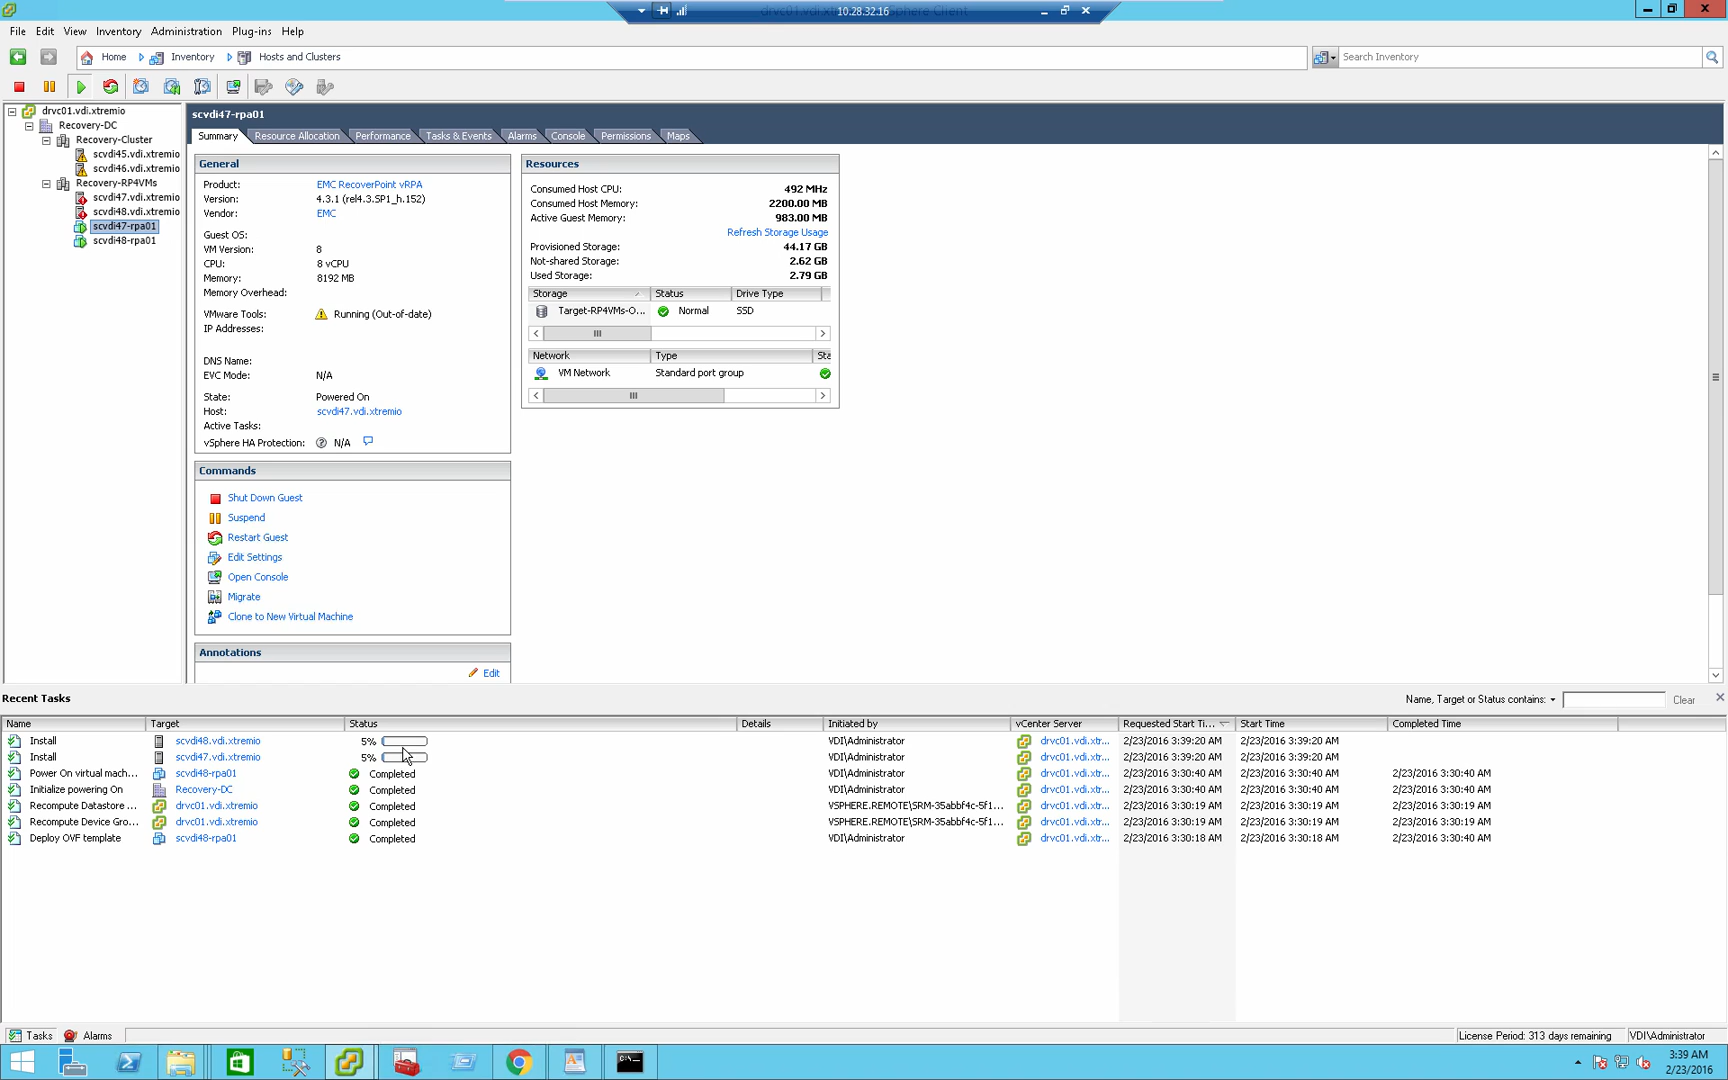 10.28.32.16
File Edit View Inventory Administration Plug-ins Help
Home Inventory Hosts and Clusters Search Inventory
drvc01.vdi.xtremio
Recovery-DC
Recovery-Cluster
scvdi45.vdi.xtremio
scvdi46.vdi.xtremio
Recovery-RP4VMs
scvdi47.vdi.xtremio
scvdi48.vdi.xtremio
scvdi47-rpa01
scvdi48-rpa01
scvdi47-rpa01
Summary Resource Allocation Performance Tasks & Events Alarms Console Permissions Maps
General
Product: EMC RecoverPoint vRPA
Version: 4.3.1 (rel4.3.SP1_h.152)
Vendor: EMC
Guest OS:
VM Version: 8
CPU: 8 vCPU
Memory: 8192 MB
Memory Overhead:
VMware Tools: Running (Out-of-date)
IP Addresses:
DNS Name:
EVC Mode: N/A
State: Powered On
Host: scvdi47.vdi.xtremio
Active Tasks:
vSphere HA Protection: N/A
Commands
Shut Down Guest
Suspend
Restart Guest
Edit Settings
Open Console
Migrate
Clone to New Virtual Machine
Annotations
Edit
Resources
Consumed Host CPU: 492 MHz
Consumed Host Memory: 2200.00 MB
Active Guest Memory: 983.00 MB
Refresh Storage Usage
Provisioned Storage: 44.17 GB
Not-shared Storage: 2.62 GB
Used Storage: 2.79 GB
Storage Status Drive Type
Target-RP4VMs-O... Normal SSD
Network Type Sta
VM Network Standard port group
Recent Tasks Name, Target or Status contains: Clear
Name Target Status Details Initiated by vCenter Server Requested Start Ti... Start Time Completed Time
Install scvdi48.vdi.xtremio 5% VDI\Administrator drvc01.vdi.xtr... 2/23/2016 3:39:20 AM 2/23/2016 3:39:20 AM
Install scvdi47.vdi.xtremio 5% VDI\Administrator drvc01.vdi.xtr... 2/23/2016 3:39:20 AM 2/23/2016 3:39:20 AM
Power On virtual mach... scvdi48-rpa01 Completed VDI\Administrator drvc01.vdi.xtr... 2/23/2016 3:30:40 AM 2/23/2016 3:30:40 AM 2/23/2016 3:30:40 AM
Initialize powering On Recovery-DC Completed VDI\Administrator drvc01.vdi.xtr... 2/23/2016 3:30:40 AM 2/23/2016 3:30:40 AM 2/23/2016 3:30:40 AM
Recompute Datastore ... drvc01.vdi.xtremio Completed VSPHERE.REMOTE\SRM-35abbf4c-5f1... drvc01.vdi.xtr... 2/23/2016 3:30:19 AM 2/23/2016 3:30:19 AM 2/23/2016 3:30:19 AM
Recompute Device Gro... drvc01.vdi.xtremio Completed VSPHERE.REMOTE\SRM-35abbf4c-5f1... drvc01.vdi.xtr... 2/23/2016 3:30:19 AM 2/23/2016 3:30:19 AM 2/23/2016 3:30:19 AM
Deploy OVF template scvdi48-rpa01 Completed VDI\Administrator drvc01.vdi.xtr... 2/23/2016 3:30:18 AM 2/23/2016 3:30:18 AM 2/23/2016 3:30:40 AM
Tasks Alarms License Period: 313 days remaining VDI\Administrator
3:39 AM
2/23/2016